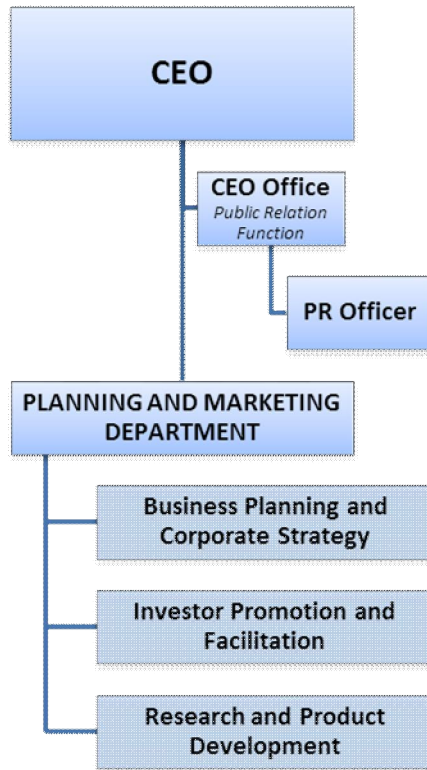 CEO
CEO Office
Public Relation
Function
PR Officer
PLANNING AND MARKETING
DEPARTMENT
Business Planning and
Corporate Strategy
Investor Promotion and
Facilitation
Research and Product
Development